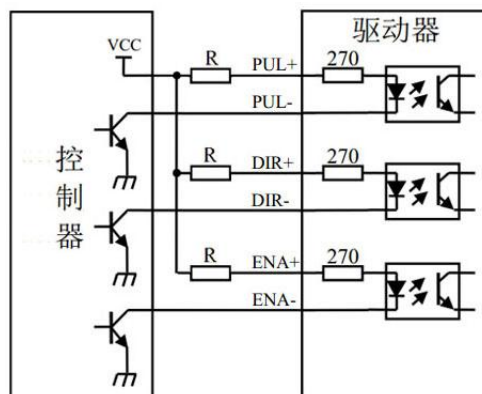 驱动器
VCC
R PUL+ 270
PUL-
控制器
R DIR+ 270
DIR-
R ENA+ 270
ENA-